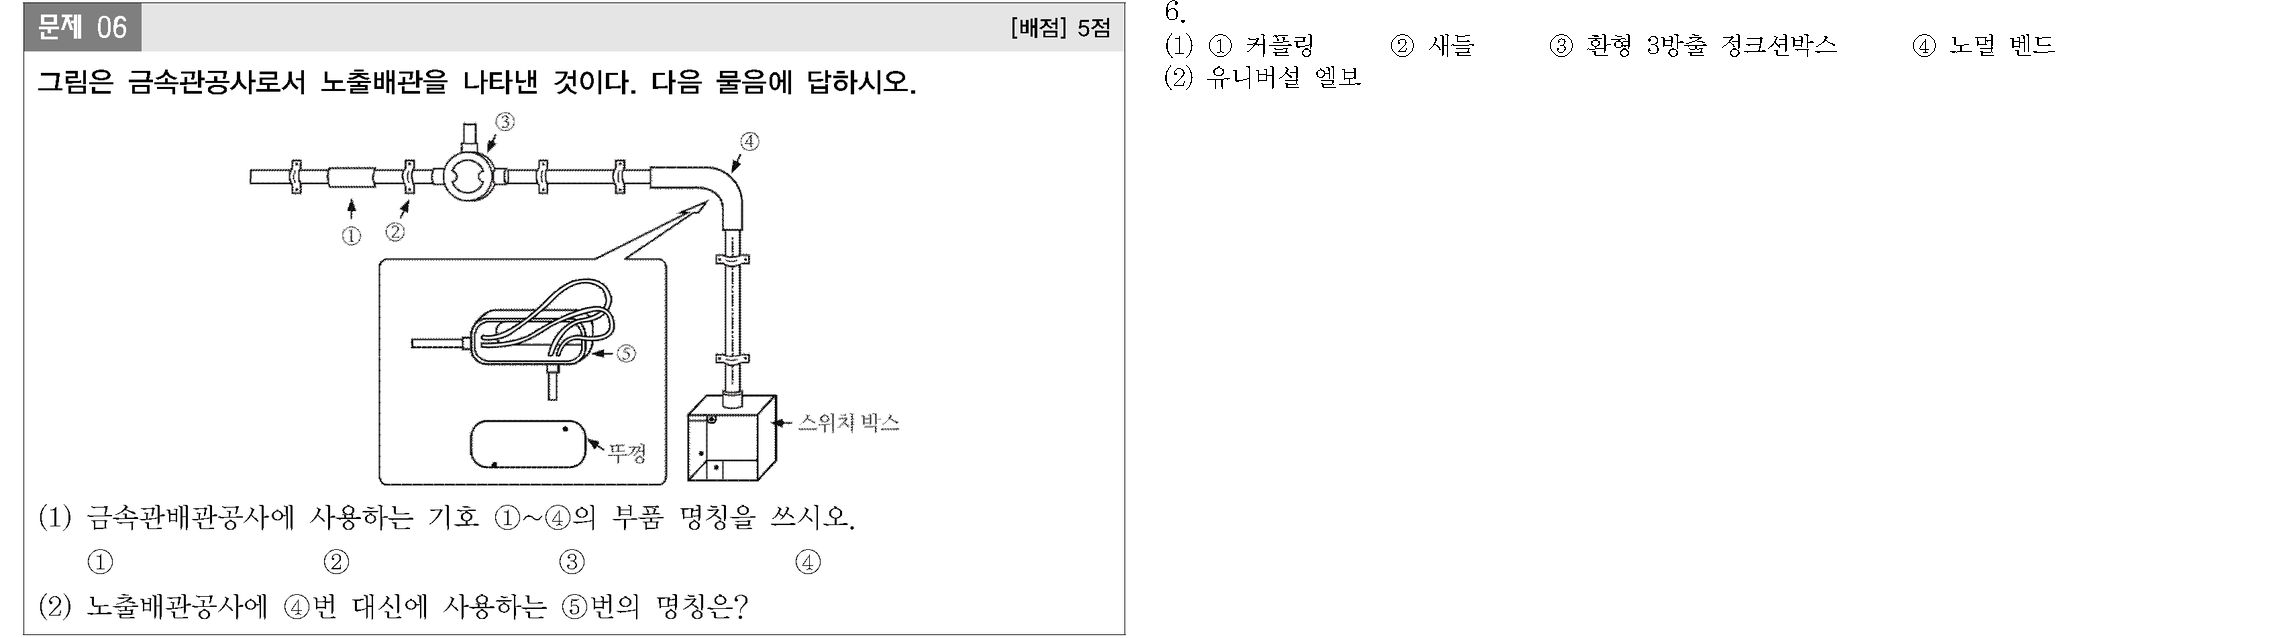 문제 06 [배점] 5점
그림은 금속관공사로서 노출배관을 나타낸 것이다. 다음 물음에 답하시오.
③
④
①
②
⑤
스위치 박스
뚜껑
(1) 금속관배관공사에 사용하는 기호 ①~④의 부품 명칭을 쓰시오.
① ② ③ ④
(2) 노출배관공사에 ④번 대신에 사용하는 ⑤번의 명칭은?
6.
(1) ① 커플링 ② 새들 ③ 환형 3방출 정크션박스 ④ 노멀 벤드
(2) 유니버설 엘보